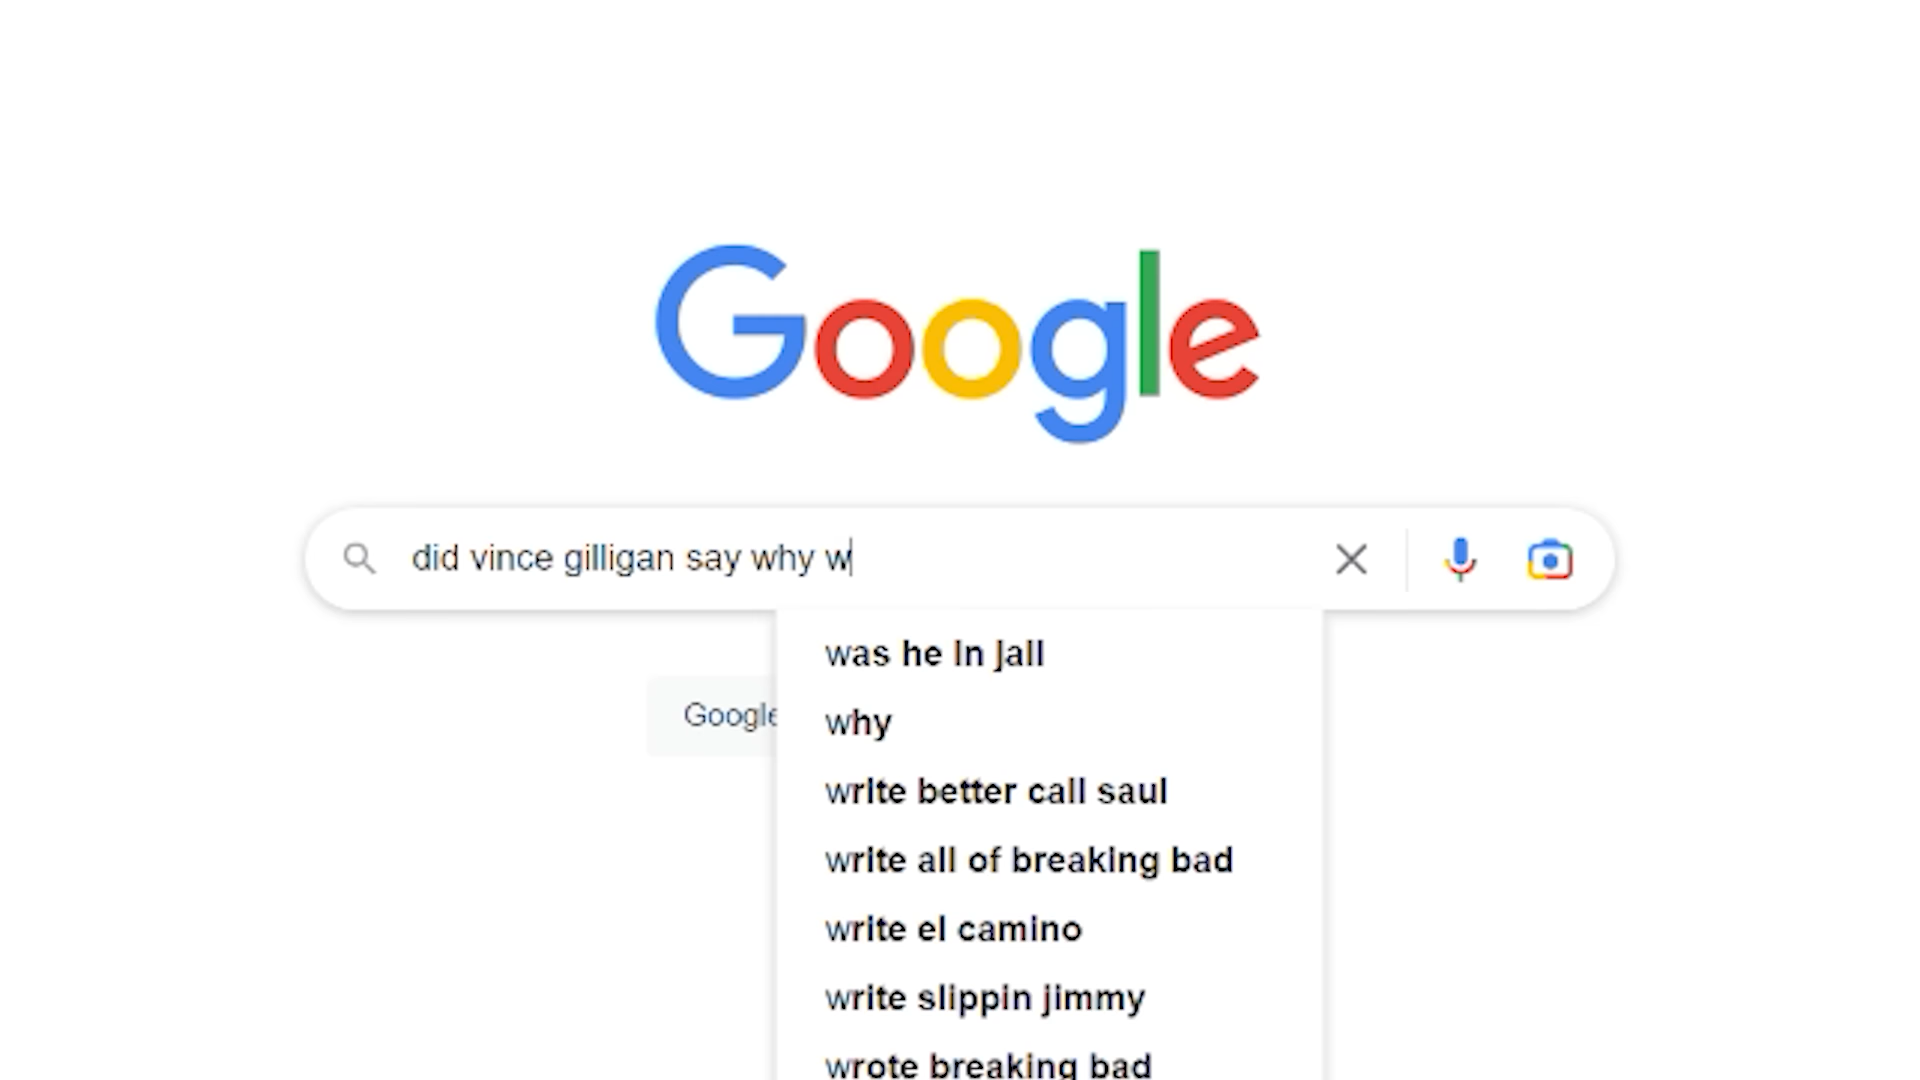 Google
did vince gilligan say why w
was he in jail
why
Google
write better call saul
write all of breaking bad
write el camino
write slippin jimmy
wrote breaking bad